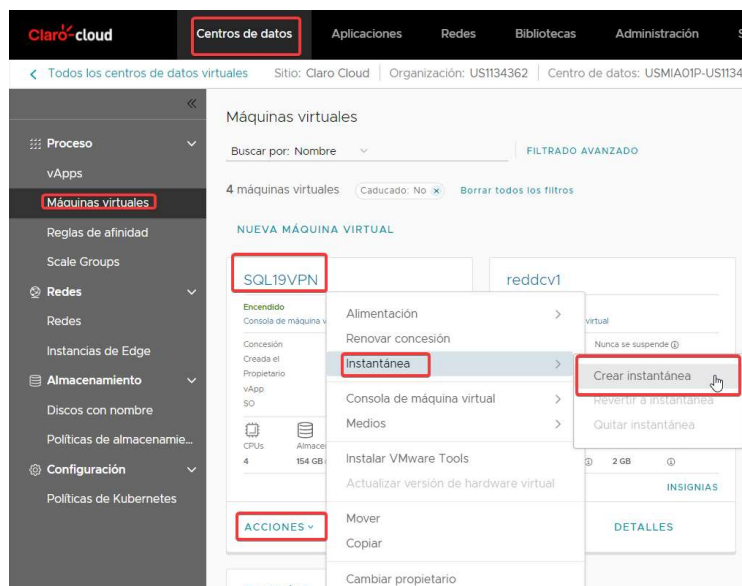 Claro-cloud
Centros de datos
Aplicaciones
Redes
Bibliotecas
Administración
Todos los centros de datos virtuales
Sitio: Claro Cloud
Organización: US1134362
Centro de datos: USMIA01P-US1134
Proceso
vApps
Máquinas virtuales
Reglas de afinidad
Scale Groups
Redes
Redes
Instancias de Edge
Almacenamiento
Discos con nombre
Políticas de almacenamie...
Configuración
Políticas de Kubernetes
Máquinas virtuales
Buscar por: Nombre
FILTRADO AVANZADO
4 máquinas virtuales
Caducado: No
Borrar todos los filtros
NUEVA MÁQUINA VIRTUAL
SQL19VPN
Encendido
Consola de máquina v
Concesión
Creada el
Propietario
vApp
SO
CPUs
Almace
4
154 GB
ACCIONES
reddcv1
virtual
Nunca se suspende
2 GB
INSIGNIAS
DETALLES
Alimentación
Renovar concesión
Instantánea
Consola de máquina virtual
Medios
Instalar VMware Tools
Actualizar versión de hardware virtual
Mover
Copiar
Cambiar propietario
Crear instantánea
Revertir a instantánea
Quitar instantánea